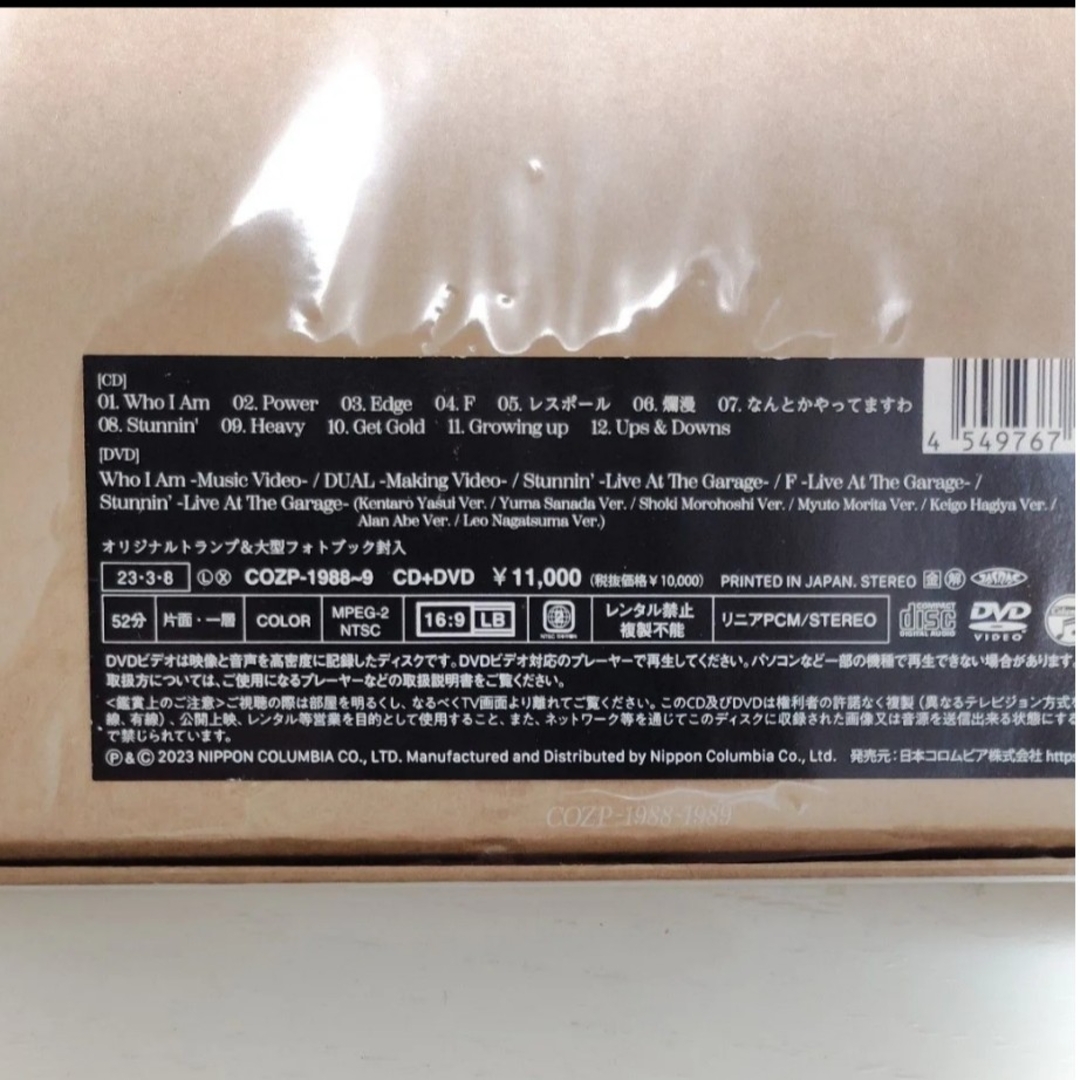 [CD]
01. Who I Am 02. Power 03. Edge 04. F 05. レスポール 06. 爛漫 07. なんとかやってますわ
08. Stunnin' 09. Heavy 10. Get Gold 11. Growing up 12. Ups & Downs
[DVD]
Who I Am -Music Video- / DUAL -Making Video- / Stunnin' -Live At The Garage- / F -Live At The Garage- /
Stunnin' -Live At The Garage- (Kentaro Yasui Ver. / Yuma Sanada Ver. / Shoki Morohoshi Ver. / Myuto Morita Ver. / Keigo Hagiya Ver. /
Alan Abe Ver. / Leo Nagatsuma Ver.)
4 549767
オリジナルトランプ&大型フォトブック封入
23・3・8 Ⓛ Ⓧ COZP-1988~9 CD+DVD ¥11,000 (税抜価格¥10,000) PRINTED IN JAPAN. STEREO JASRAC
52分 片面・一層 COLOR MPEG-2 NTSC 16:9 LB 2 レンタル禁止 複製不能 リニアPCM/STEREO COMPACT disc DIGITAL AUDIO DVD VIDEO
DVDビデオは映像と音声を高密度に記録したディスクです。DVDビデオ対応のプレーヤーで再生してください。パソコンなど一部の機種で再生できない場合があります。
取扱方については、ご使用になるプレーヤーなどの取扱説明書をご覧ください。
<鑑賞上のご注意>ご視聴の際は部屋を明るくし、なるべくTV画面より離れてご覧ください。このCD及びDVDは権利者の許諾なく複製（異なるテレビジョン方式を
線、有線）、公開上映、レンタル等営業を目的として使用すること、また、ネットワーク等を通じてこのディスクに収録された画像又は音源を送信出来る状態にする
で禁じられています。
Ⓟ&© 2023 NIPPON COLUMBIA CO., LTD. Manufactured and Distributed by Nippon Columbia Co., Ltd. 発売元：日本コロムビア株式会社 https
COZP-1988-1989